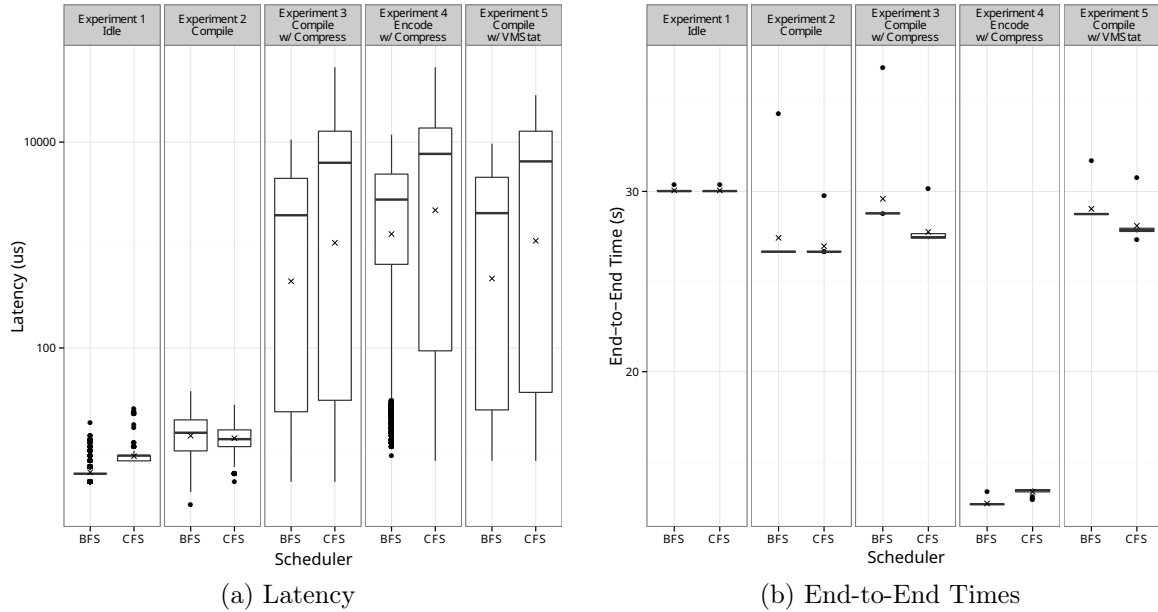 Experiment 1
Idle
Experiment 2
Compile
Experiment 3
Compile
w/ Compress
Experiment 4
Encode
w/ Compress
Experiment 5
Compile
w/ VMStat
Latency (us)
10000
100
BFS CFS BFS CFS BFS CFS BFS CFS BFS CFS
Scheduler
(a) Latency
Experiment 1
Idle
Experiment 2
Compile
Experiment 3
Compile
w/ Compress
Experiment 4
Encode
w/ Compress
Experiment 5
Compile
w/ VMStat
End−to−End Time (s)
30
20
BFS CFS BFS CFS BFS CFS BFS CFS BFS CFS
Scheduler
(b) End-to-End Times